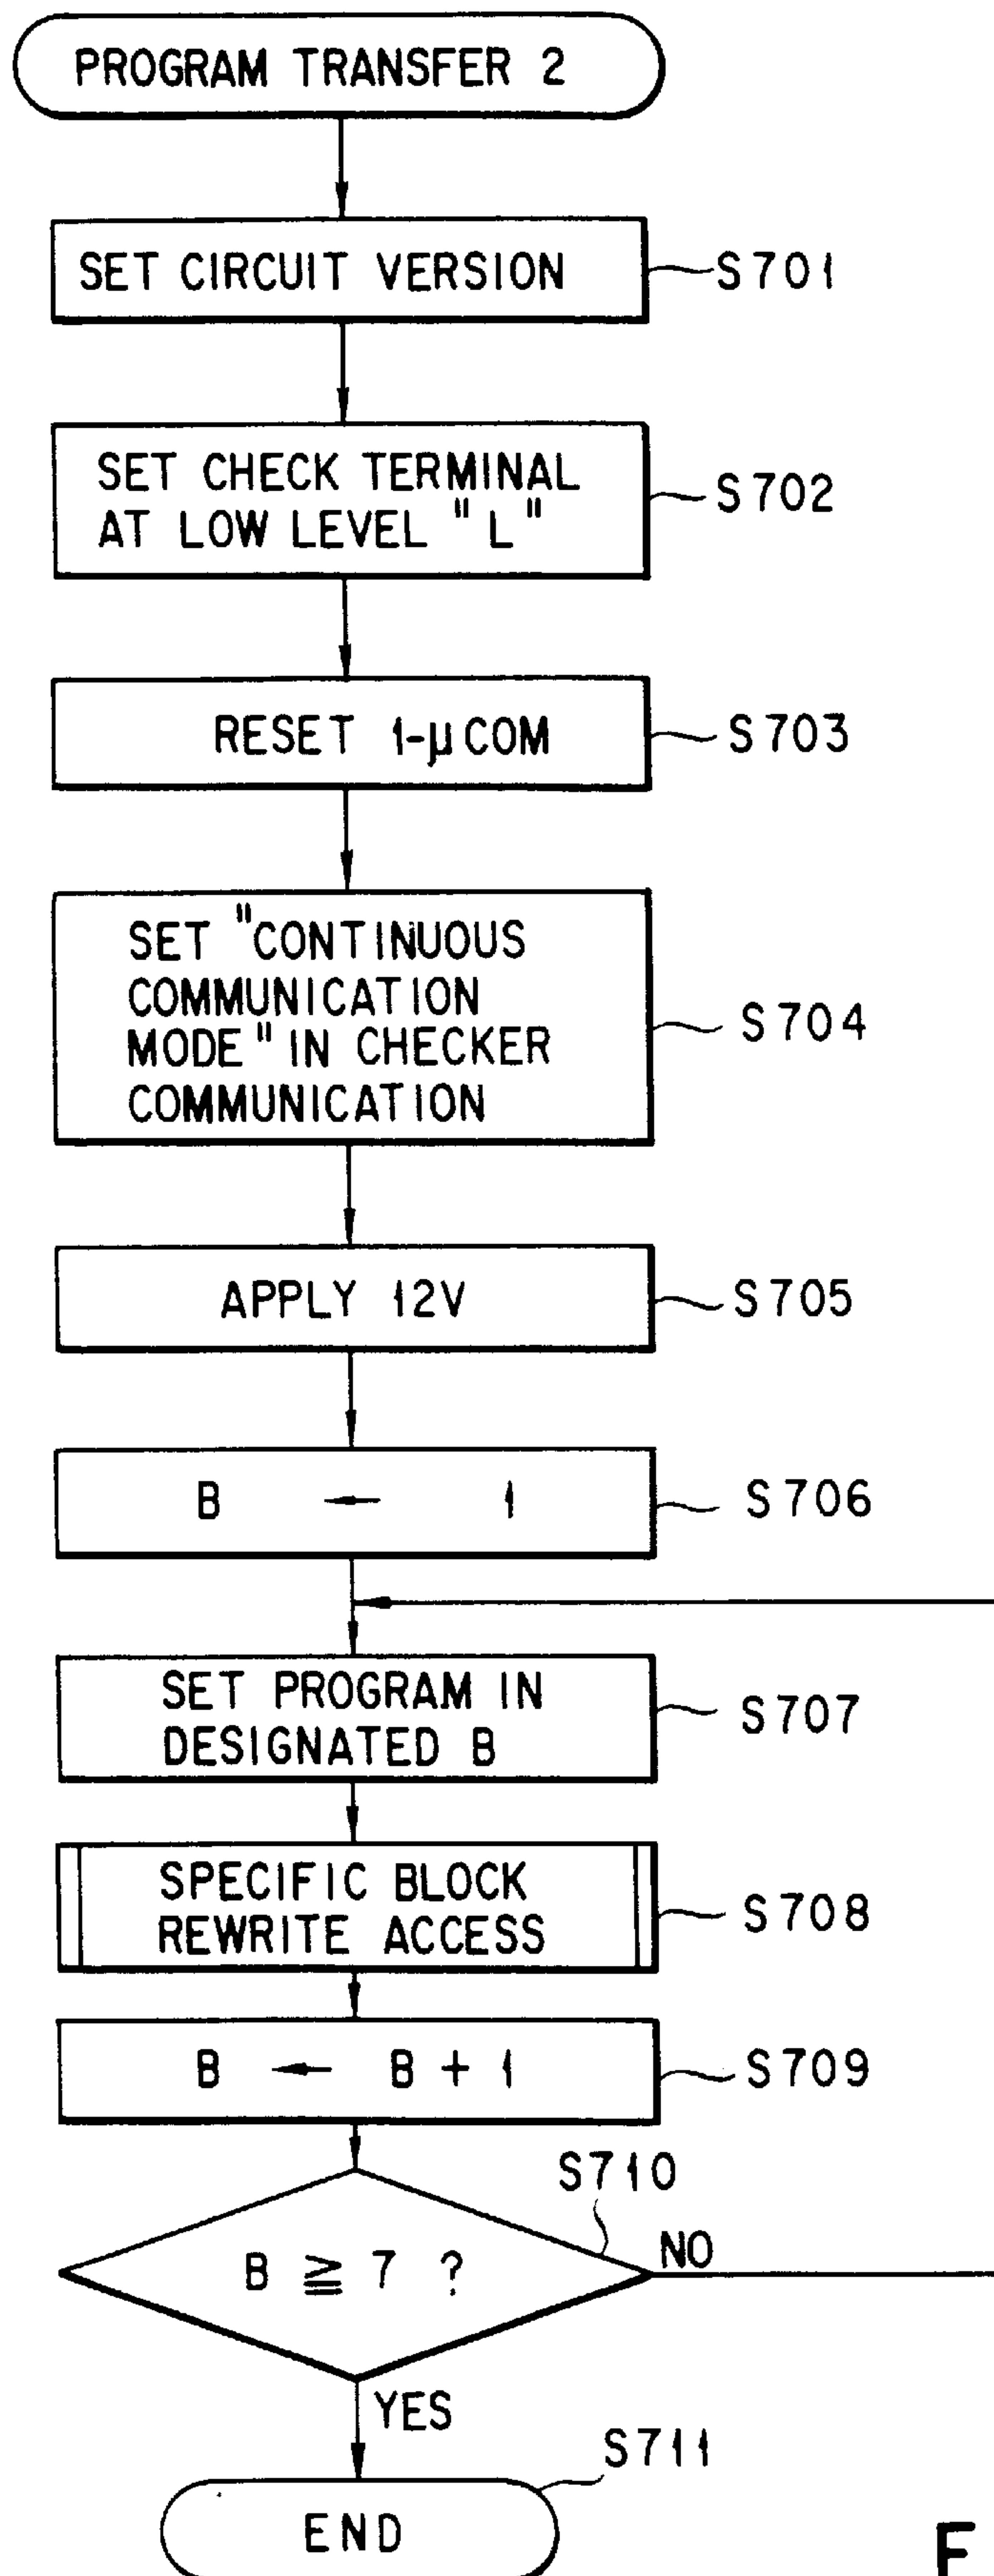 PROGRAM TRANSFER 2
SET CIRCUIT VERSION
S701
SET CHECK TERMINAL
AT LOW LEVEL "L"
S702
RESET 1-μCOM
S703
SET "CONTINUOUS
COMMUNICATION
MODE" IN CHECKER
COMMUNICATION
S704
APPLY 12V
S705
B ← 1
S706
SET PROGRAM IN
DESIGNATED B
S707
SPECIFIC BLOCK
REWRITE ACCESS
S708
B ← B + 1
S709
S710
B ≧ 7 ?
NO
YES
S711
END
F